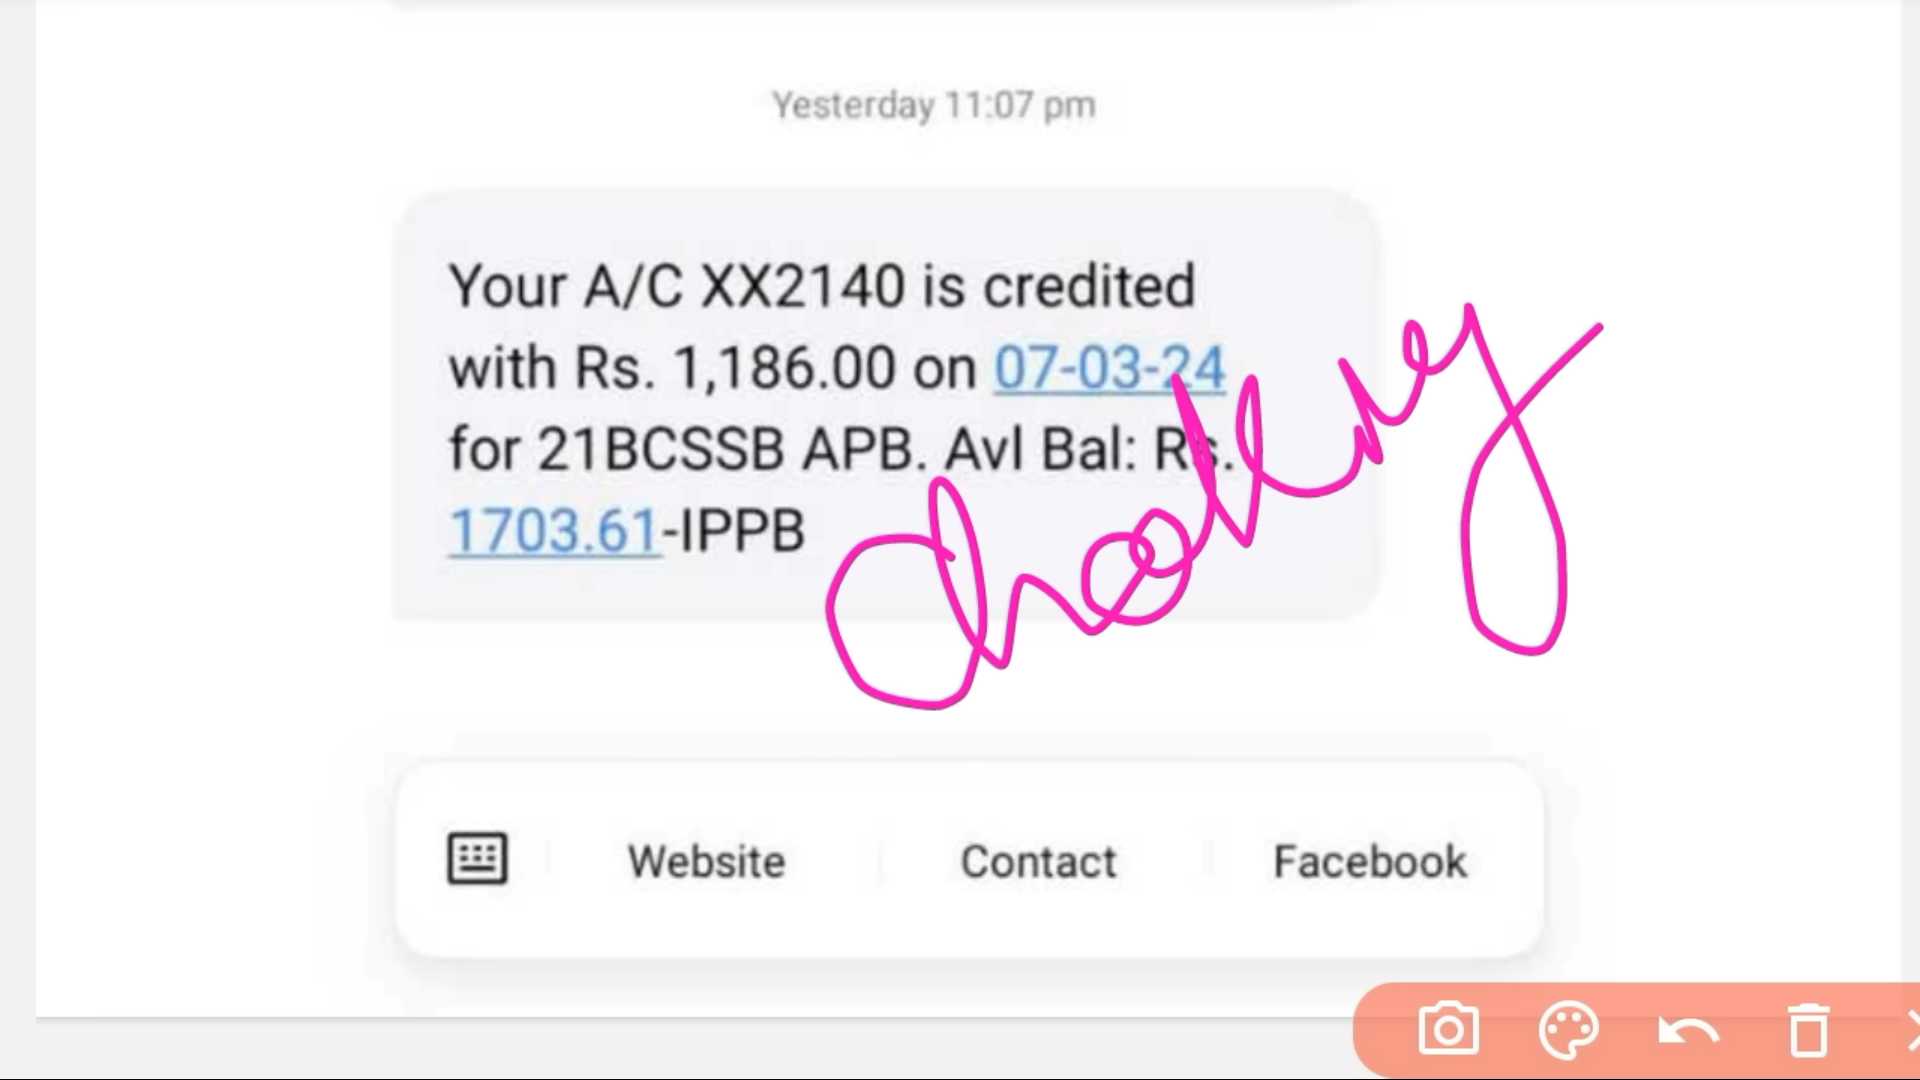 Yesterday 11:07 pm
Your A/C XX2140 is credited
with Rs. 1,186.00 on 07-03-24
for 21BCSSB APB. Avl Bal: Rs.
1703.61-IPPB
Website Contact Facebook